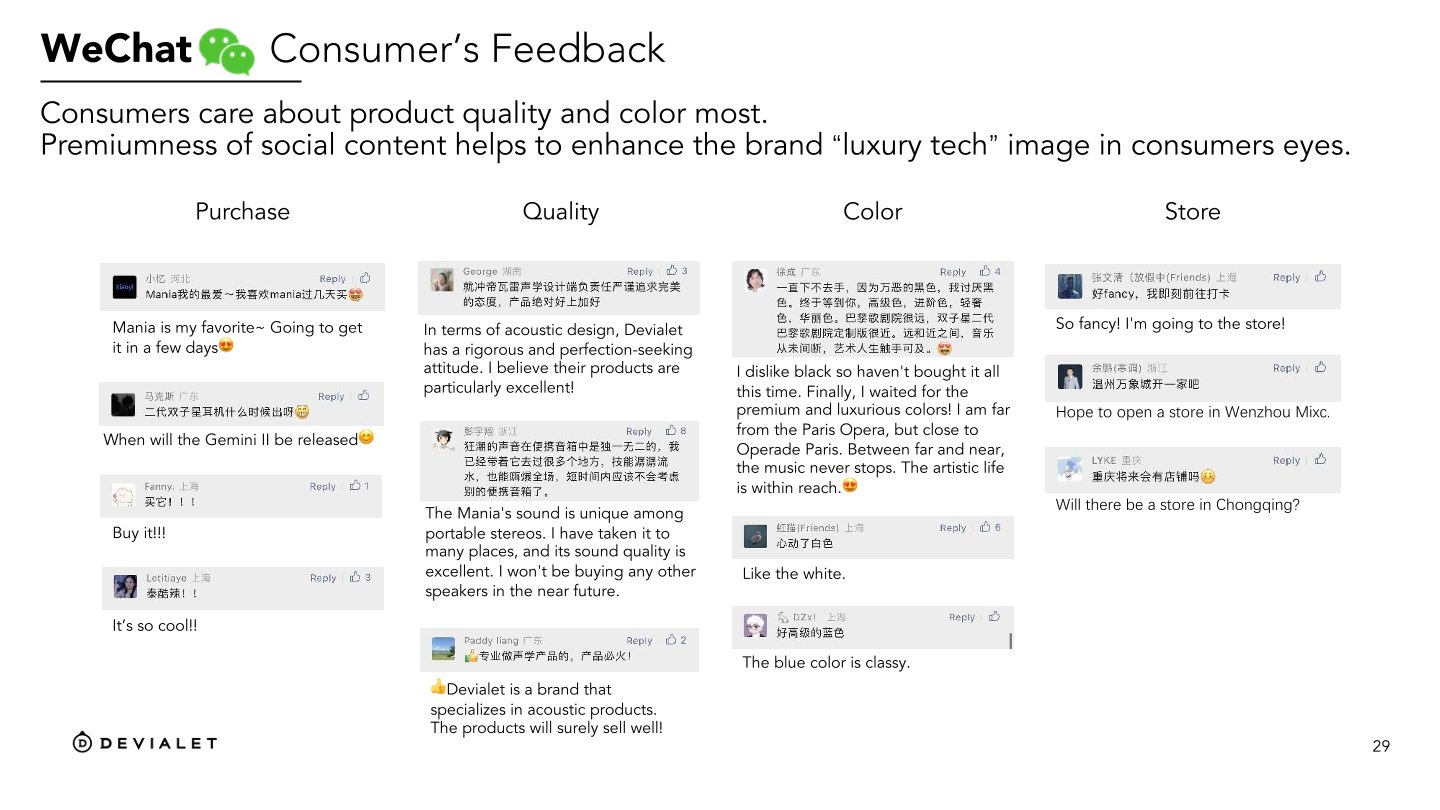 WeChat Consumer's Feedback
Consumers care about product quality and color most.
Premiumness of social content helps to enhance the brand “luxury tech” image in consumers eyes.
Purchase
小忆 河北 Reply
Xiaoyi
Mania我的最爱～我喜欢mania过几天买😍
Mania is my favorite~ Going to get
it in a few days😍
马克斯 广东 Reply
二代双子星耳机什么时候出呀😁
When will the Gemini II be released😊
Fanny. 上海 Reply 1
买它！！！
Buy it!!!
Letitiaye 上海 Reply 3
泰酷辣！！
It’s so cool!!
Quality
George 湖南 Reply 3
就冲帝瓦雷声学设计端负责任严谨追求完美
的态度，产品绝对好上加好
In terms of acoustic design, Devialet
has a rigorous and perfection-seeking
attitude. I believe their products are
particularly excellent!
彭宇翔 浙江 Reply 8
狂潮的声音在便携音箱中是独一无二的，我
已经带着它去过很多个地方，技能潺潺流
水，也能嗨爆全场，短时间内应该不会考虑
别的便携音箱了。
The Mania's sound is unique among
portable stereos. I have taken it to
many places, and its sound quality is
excellent. I won't be buying any other
speakers in the near future.
Paddy liang 广东 Reply 2
👍专业做声学产品的，产品必火！
👍Devialet is a brand that
specializes in acoustic products.
The products will surely sell well!
Color
徐成 广东 Reply 4
一直下不去手，因为万恶的黑色，我讨厌黑
色。终于等到你，高级色，进阶色，轻奢
色、华丽色。巴黎歌剧院很远，双子星二代
巴黎歌剧院定制版很近。远和近之间，音乐
从未间断，艺术人生触手可及。😍
I dislike black so haven't bought it all
this time. Finally, I waited for the
premium and luxurious colors! I am far
from the Paris Opera, but close to
Operade Paris. Between far and near,
the music never stops. The artistic life
is within reach.😍
虹猫(Friends) 上海 Reply 6
心动了白色
Like the white.
DZx! 上海 Reply
好高级的蓝色
The blue color is classy.
Store
张文清（放假中(Friends) 上海 Reply
好fancy，我即刻前往打卡
So fancy! I'm going to the store!
浙江 Reply
温州万象城开一家吧
Hope to open a store in Wenzhou Mixc.
LYKE 重庆 Reply
重庆将来会有店铺吗
Will there be a store in Chongqing?
DEVIALET
29